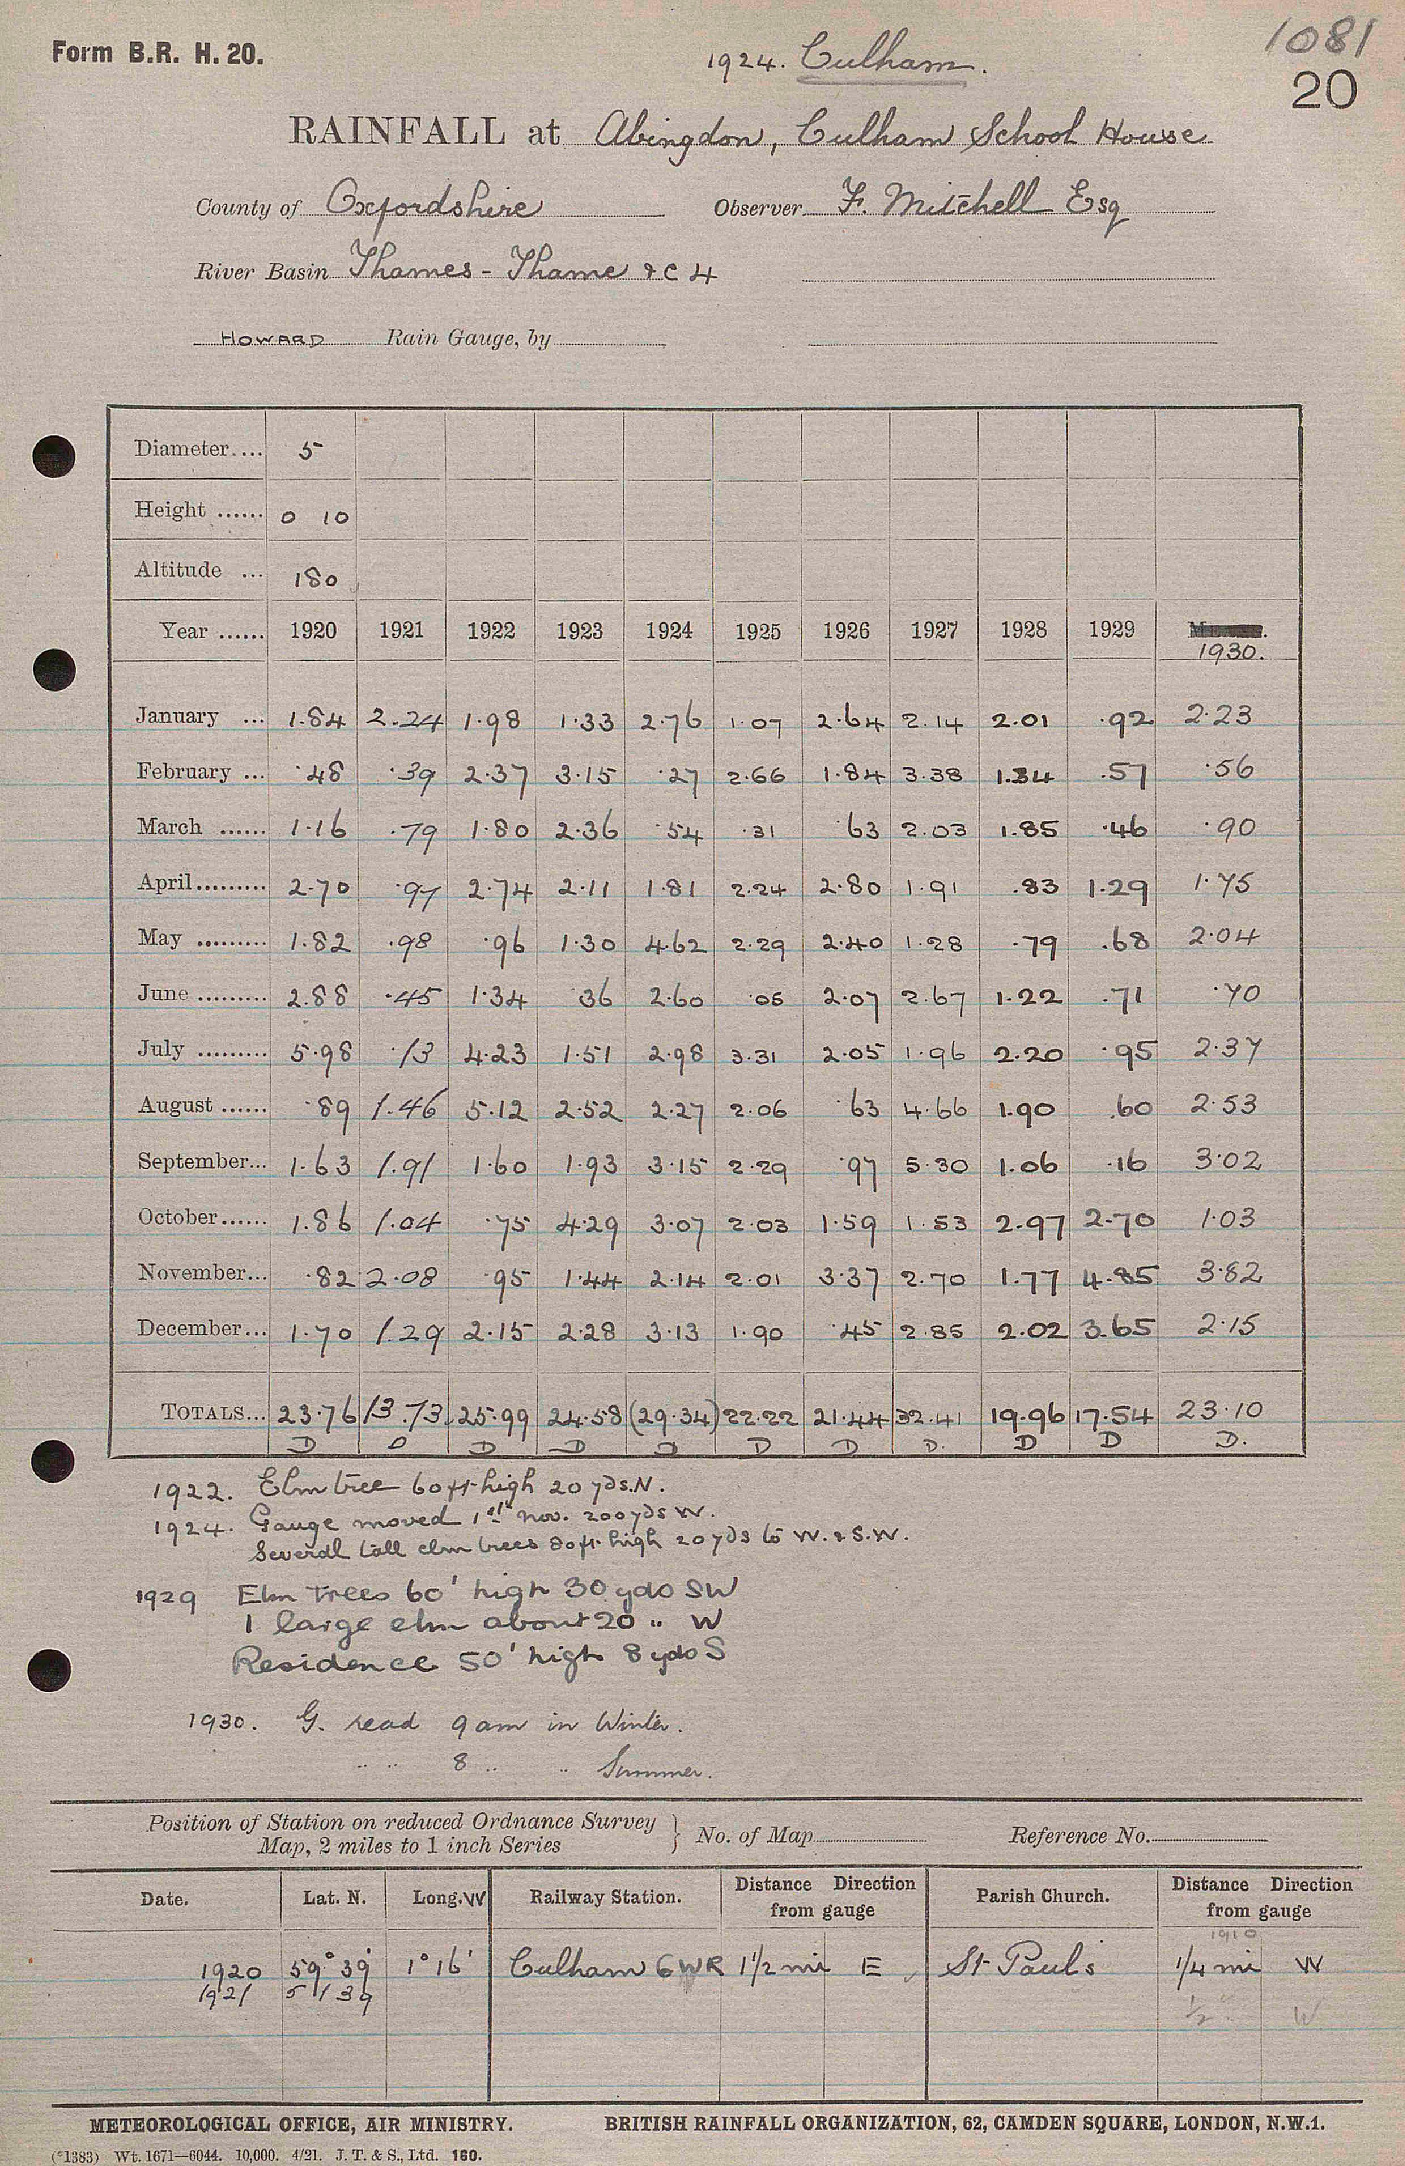 Form B.R. H. 20.
1081
1924. Culham.
20
RAINFALL at Abingdon, Culham School House
County of Oxfordshire Observer F. Mitchell Esq
River Basin Thames - Thame &c 4
HOWARD Rain Gauge, by
Diameter.... 5
Height ...... 0 10
Altitude ... 180
Year ...... 1920 1921 1922 1923 1924 1925 1926 1927 1928 1929 1930.
January ... 1.84 2.24 1.98 1.33 2.76 1.07 2.64 2.14 2.01 .92 2.23
February ... .48 .39 2.37 3.15 .27 2.66 1.84 3.38 1.34 .57 .56
March ...... 1.16 .79 1.80 2.36 .54 .31 .63 2.03 1.85 .46 .90
April......... 2.70 .97 2.74 2.11 1.81 2.24 2.80 1.91 .83 1.29 1.75
May ......... 1.82 .98 .96 1.30 4.62 2.29 2.40 1.28 .79 .68 2.04
June ......... 2.88 .45 1.34 .36 2.60 .05 2.07 2.67 1.22 .71 .70
July ......... 5.98 .13 4.23 1.51 2.98 3.31 2.05 1.96 2.20 .95 2.37
August ...... .89 1.46 5.12 2.52 2.27 2.06 .63 4.66 1.90 .60 2.53
September... 1.63 1.91 1.60 1.93 3.15 2.29 .97 5.30 1.06 .16 3.02
October...... 1.86 1.04 .75 4.29 3.07 2.03 1.59 1.53 2.97 2.70 1.03
November... .82 2.08 .95 1.44 2.14 2.01 3.37 2.70 1.77 4.85 3.82
December... 1.70 1.29 2.15 2.28 3.13 1.90 .45 2.85 2.02 3.65 2.15
TOTALS... 23.76 13.73 25.99 24.58 (29.34) 22.22 21.44 32.41 19.96 17.54 23.10
D D D D D D D D. D D D.
1922. Elm tree 60ft high 20 yds.N.
1924. Gauge moved 1st Nov. 200yds W.
Several tall elm trees 80ft high 20 yds to W. & S.W.
1929 Elm Trees 60' high 30 yds SW
1 large elm about 20 " W
Residence 50' high 8 yds S
1930. G. read 9 am in Winter.
" " 8 " " Summer.
Position of Station on reduced Ordnance Survey
Map, 2 miles to 1 inch Series } No. of Map Reference No.
Date. Lat. N. Long. W Railway Station. Distance Direction from gauge Parish Church. Distance Direction from gauge
1910
1920 59° 39' 1° 16' Culham GWR 1 1/2 mi E St Paul's 1/4 mi W
1921 51 39
1/2 " W
METEOROLOGICAL OFFICE, AIR MINISTRY. BRITISH RAINFALL ORGANIZATION, 62, CAMDEN SQUARE, LONDON, N.W.1.
(*1383) Wt. 1671—6044. 10,000. 4/21. J. T. & S., Ltd. 160.